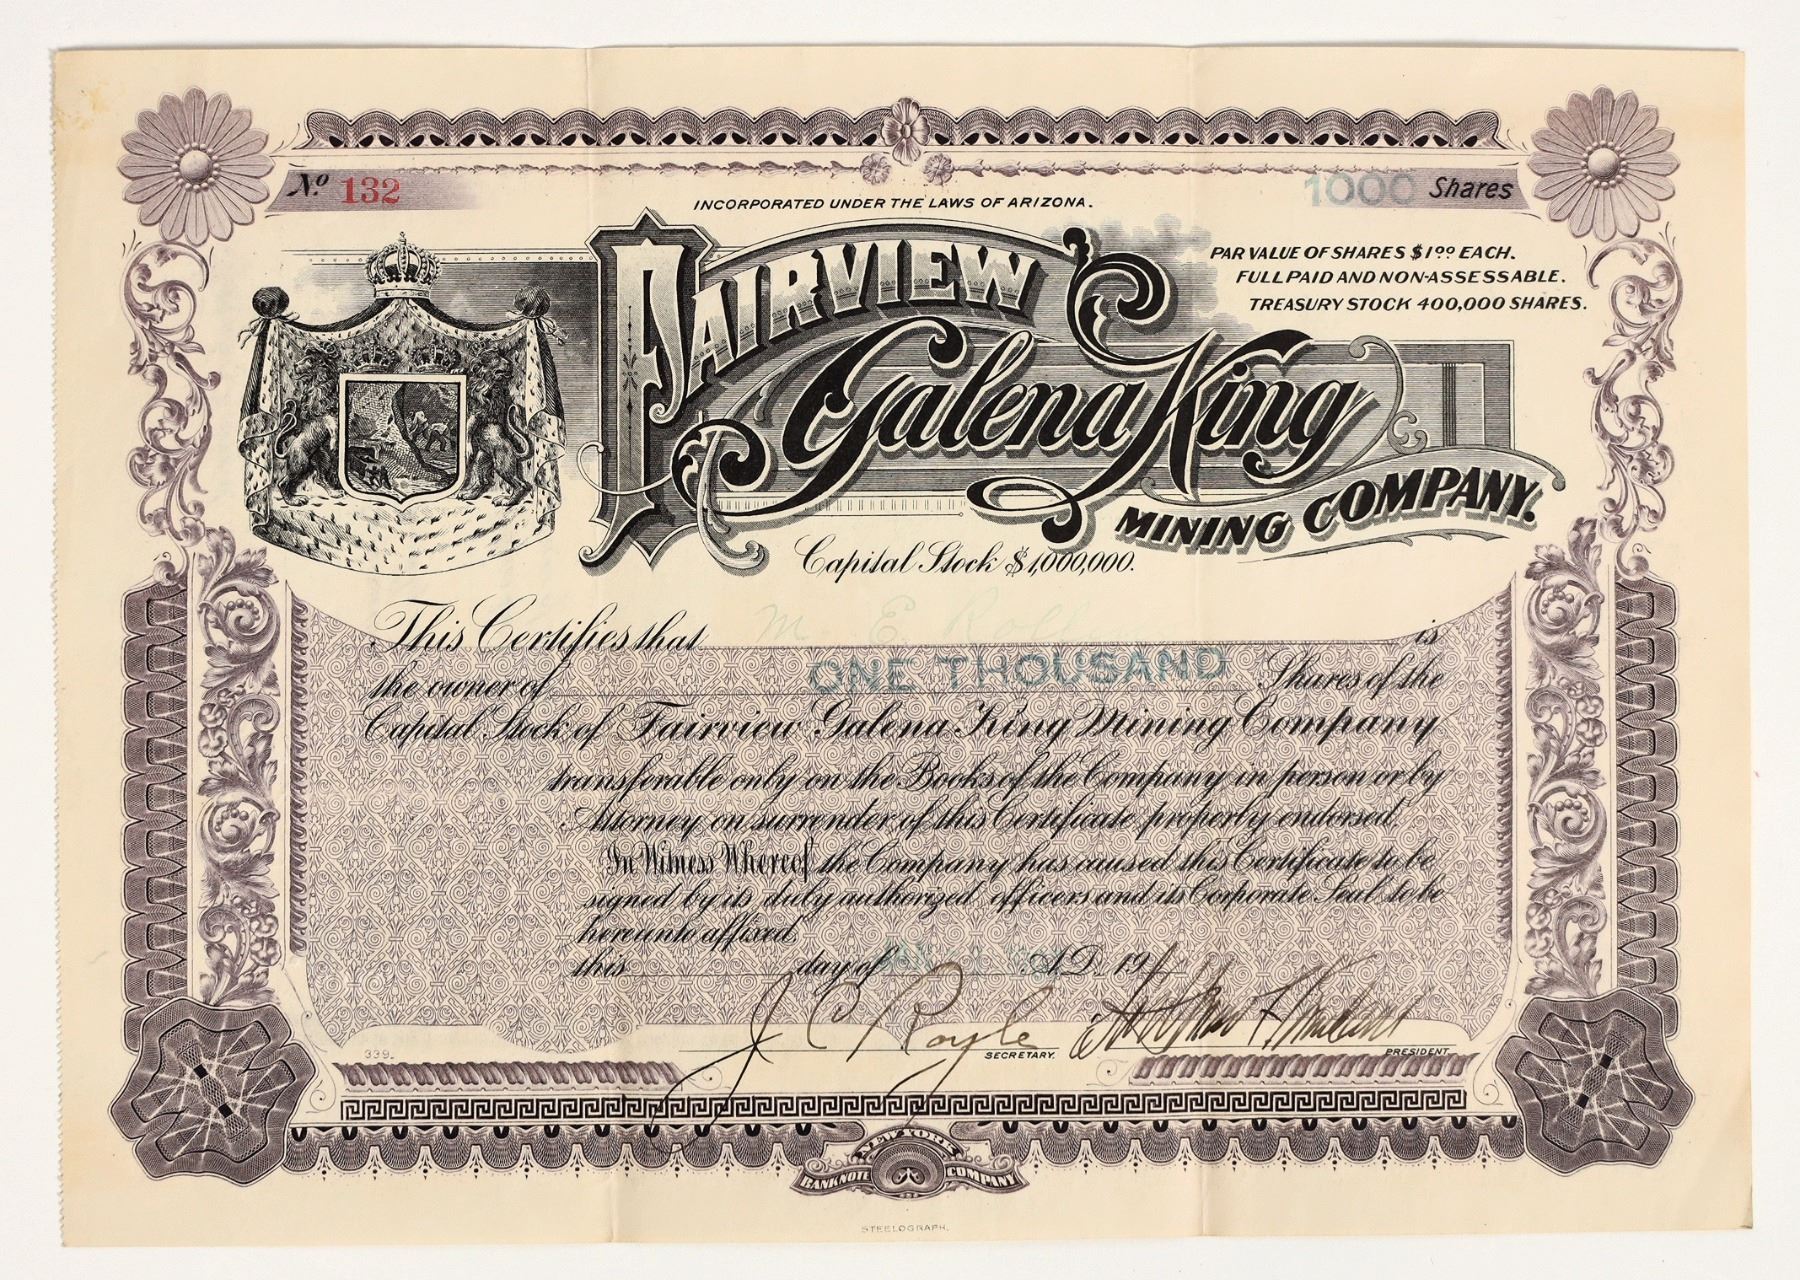 No 132
1000 Shares
INCORPORATED UNDER THE LAWS OF ARIZONA.
PAR VALUE OF SHARES $1.00 EACH.
FULL PAID AND NON-ASSESSABLE.
TREASURY STOCK 400,000 SHARES.
FAIRVIEW
Galena King
MINING COMPANY.
Capital Stock $1,000,000.
This Certifies that M E is
the owner of ONE THOUSAND Shares of the
Capital Stock of Fairview Galena King Mining Company
transferable only on the Books of the Company in person or by
Attorney on surrender of this Certificate properly endorsed.
In Witness Whereof the Company has caused this Certificate to be
signed by its duly authorized officers and its Corporate Seal to be
hereunto affixed,
this day of A.D. 19
J C Royle
339.
SECRETARY.
PRESIDENT.
NEW YORK
BANK NOTE COMPANY
STEELOGRAPH.